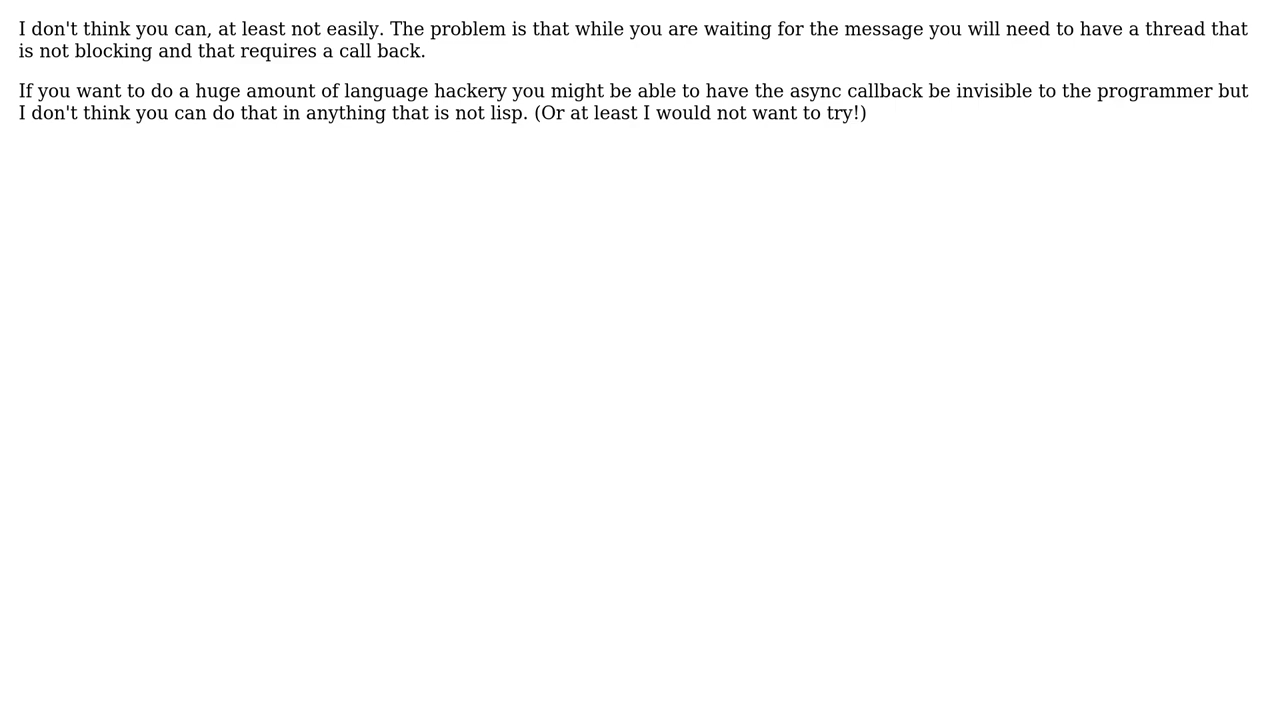 I don't think you can, at least not easily. The problem is that while you are waiting for the message you will need to have a thread that
is not blocking and that requires a call back.
If you want to do a huge amount of language hackery you might be able to have the async callback be invisible to the programmer but
I don't think you can do that in anything that is not lisp. (Or at least I would not want to try!)